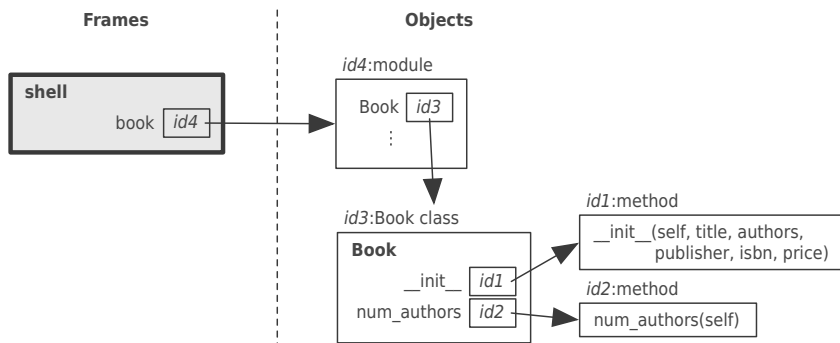 Frames
Objects
shell
book id4
id4:module
Book id3
⋮
id3:Book class
Book
__init__ id1
num_authors id2
id1:method
__init__(self, title, authors,
publisher, isbn, price)
id2:method
num_authors(self)